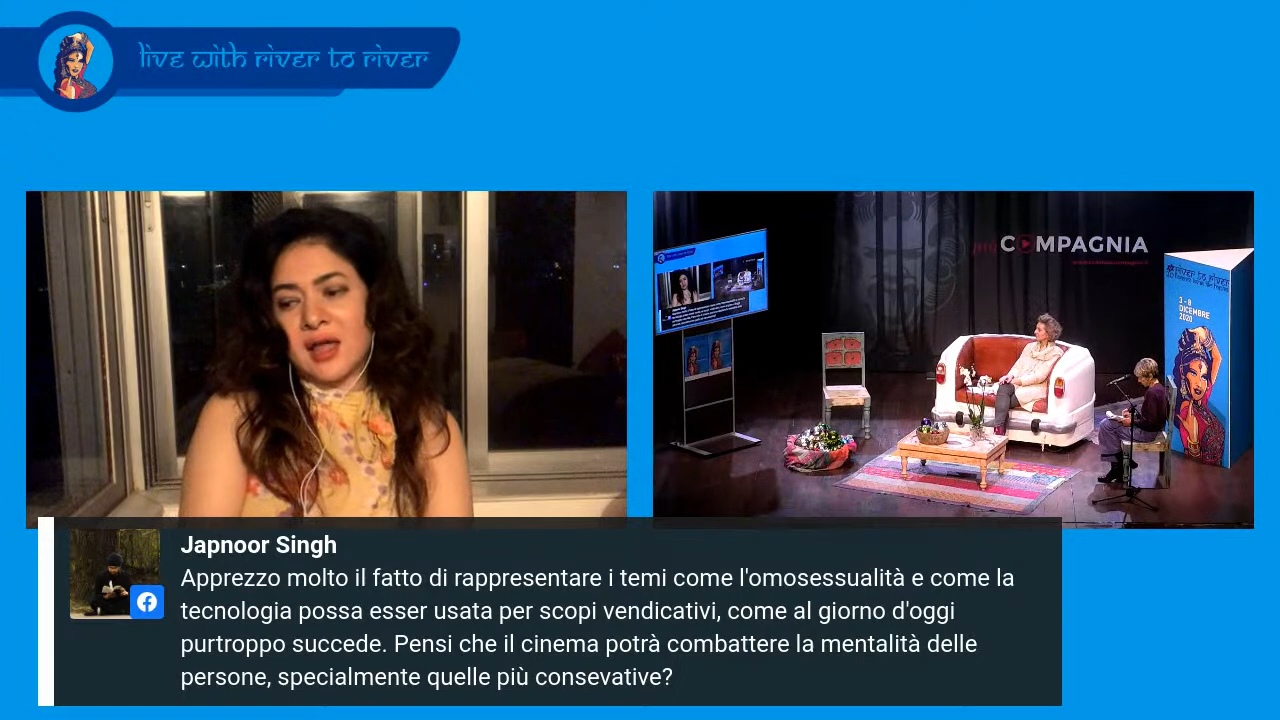 live with river to river
COMPAGNIA
river to river
3 - 8
DICEMBRE
2020
Japnoor Singh
Apprezzo molto il fatto di rappresentare i temi come l'omosessualità e come la
tecnologia possa esser usata per scopi vendicativi, come al giorno d'oggi
purtroppo succede. Pensi che il cinema potrà combattere la mentalità delle
persone, specialmente quelle più consevative?